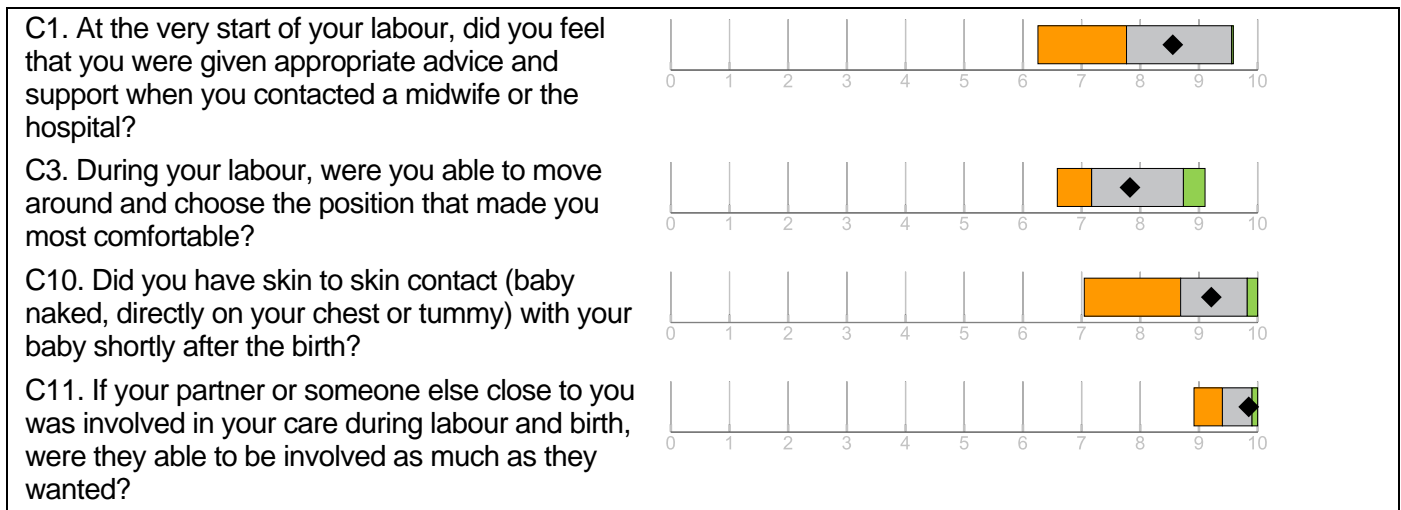 C1. At the very start of your labour, did you feel
that you were given appropriate advice and
support when you contacted a midwife or the
hospital?
0 1 2 3 4 5 6 7 8 9 10
C3. During your labour, were you able to move
around and choose the position that made you
most comfortable?
0 1 2 3 4 5 6 7 8 9 10
C10. Did you have skin to skin contact (baby
naked, directly on your chest or tummy) with your
baby shortly after the birth?
0 1 2 3 4 5 6 7 8 9 10
C11. If your partner or someone else close to you
was involved in your care during labour and birth,
were they able to be involved as much as they
wanted?
0 1 2 3 4 5 6 7 8 9 10